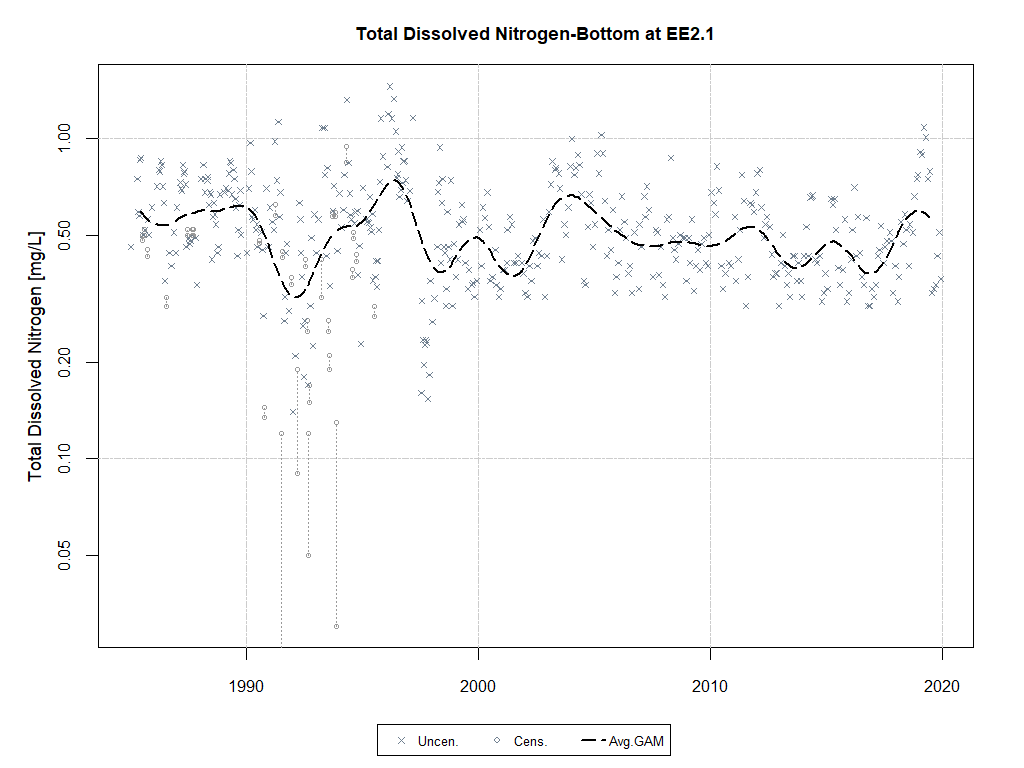 Total Dissolved Nitrogen-Bottom at EE2.1
Total Dissolved Nitrogen [mg/L]
1.00
0.50
0.20
0.10
0.05
1990 2000 2010 2020
Uncen. Cens. Avg.GAM